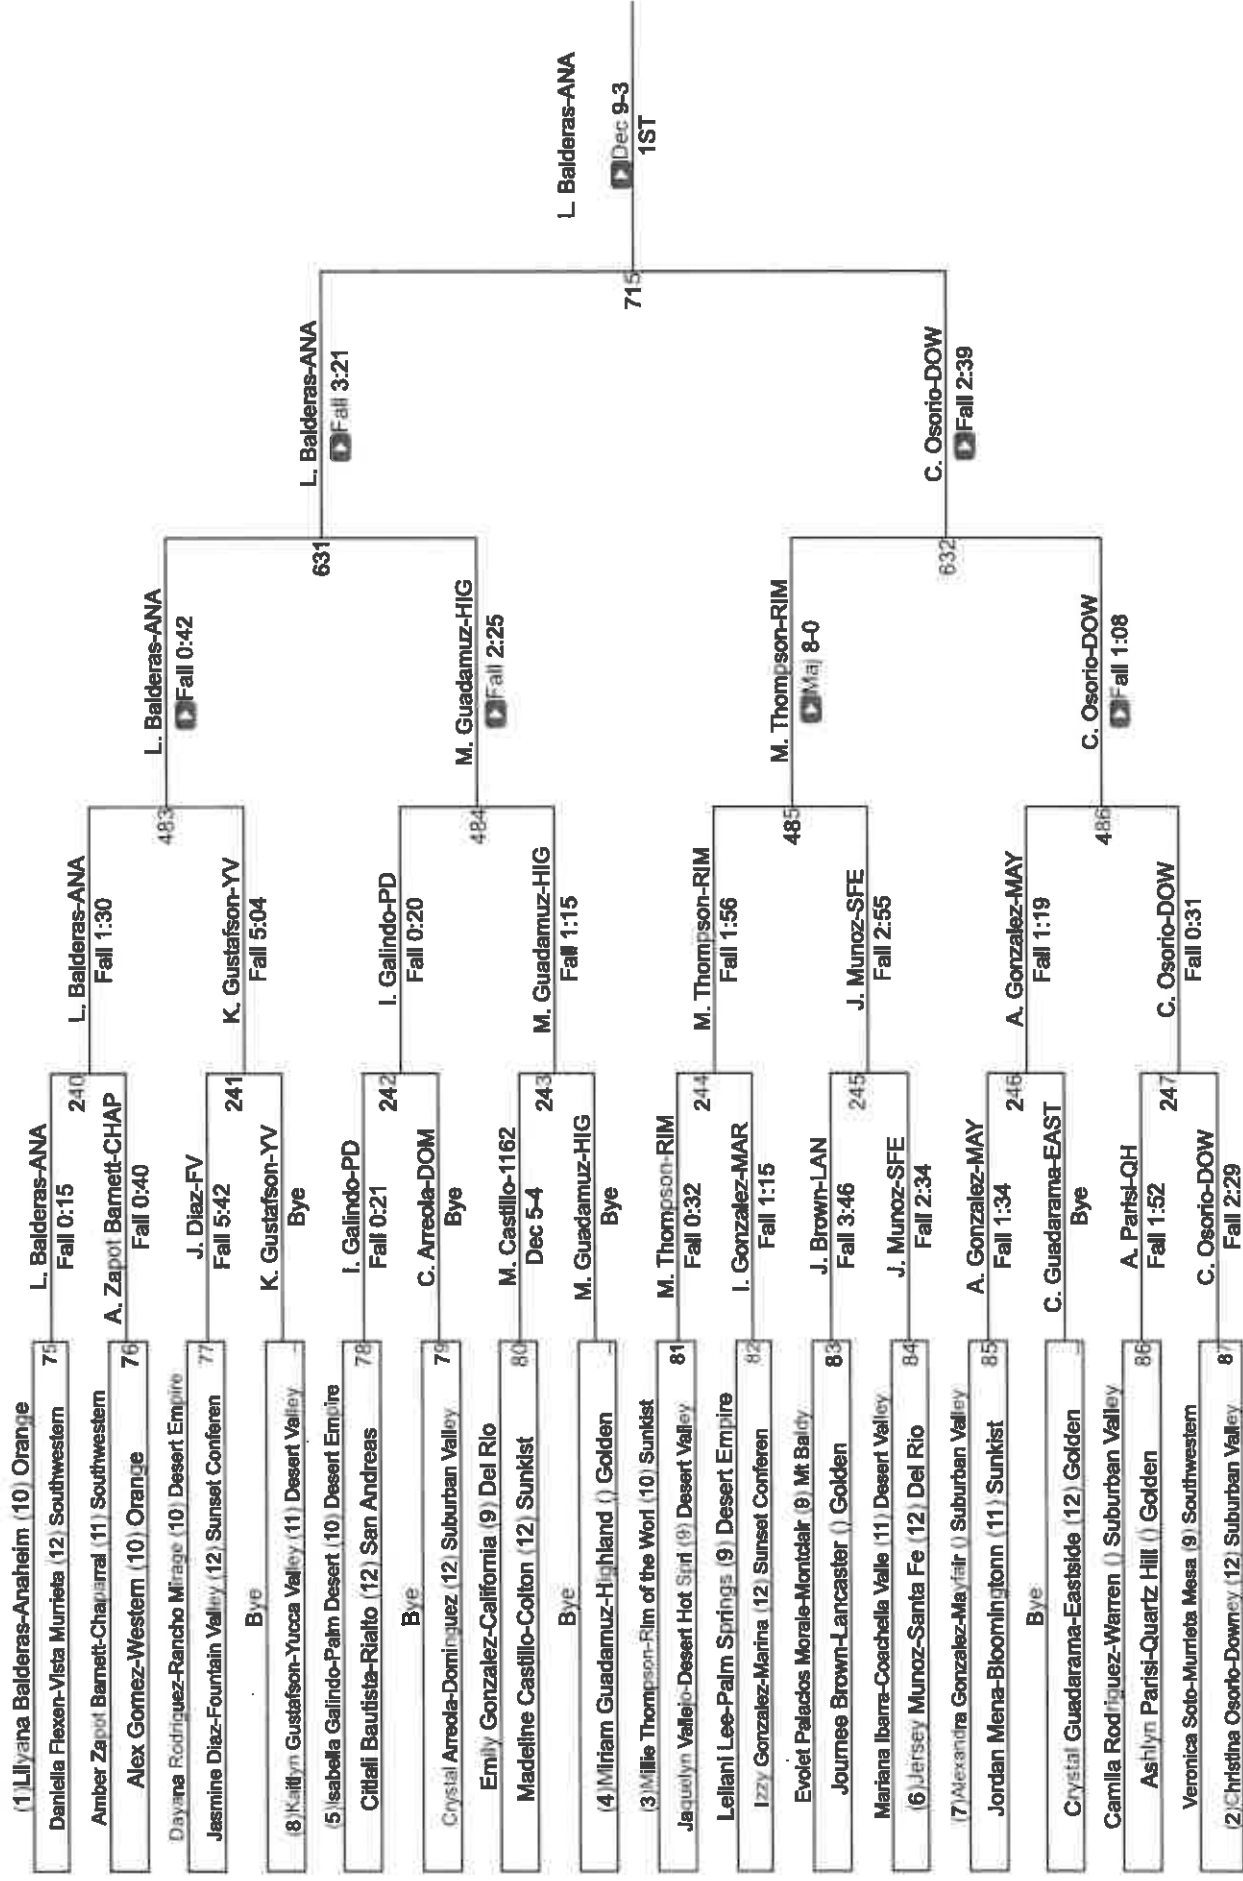 (1)Lilyana Balderas-Anaheim (10) Orange
75
Daniella Flexen-Vista Murrieta (12) Southwestern
Amber Zapot Barnett-Chaparral (11) Southwestern
76
Alex Gomez-Western (10) Orange
Dayana Rodriguez-Rancho Mirage (10) Desert Empire
77
Jasmine Diaz-Fountain Valley (12) Sunset Conferen
Bye
(8)Kaitlyn Gustafson-Yucca Valley (11) Desert Valley
(5)Isabella Galindo-Palm Desert (10) Desert Empire
78
Citlali Bautista-Rialto (12) San Andreas
Bye
79
Crystal Arreola-Dominguez (12) Suburban Valley
Emily Gonzalez-California (9) Del Rio
80
Madeline Castillo-Colton (12) Sunkist
Bye
(4)Miriam Guadamuz-Highland () Golden
(3)Millie Thompson-Rim of the Worl (10) Sunkist
81
Jaquelyn Vallejo-Desert Hot Spri (9) Desert Valley
Leliani Lee-Palm Springs (9) Desert Empire
82
Izzy Gonzalez-Marina (12) Sunset Conferen
Evolet Palacios Morale-Montclair (9) Mt Baldy
83
Journee Brown-Lancaster () Golden
Mariana Ibarra-Coachella Valle (11) Desert Valley
84
(6)Jersey Munoz-Santa Fe (12) Del Rio
(7)Alexandra Gonzalez-Mayfair () Suburban Valley
85
Jordan Mena-Bloomingtonn (11) Sunkist
Bye
Crystal Guadarama-Eastside (12) Golden
Camila Rodriguez-Warren () Suburban Valley
86
Ashlyn Parisi-Quartz Hill () Golden
Veronica Soto-Murrieta Mesa (9) Southwestern
87
(2)Christina Osorio-Downey (12) Suburban Valley
L. Balderas-ANA
Fall 0:15
240
A. Zapot Barnett-CHAP
Fall 0:40
J. Diaz-FV
Fall 5:42
241
K. Gustafson-YV
Bye
I. Galindo-PD
Fall 0:21
242
C. Arreola-DOM
Bye
M. Castillo-1162
Dec 5-4
243
M. Guadamuz-HIG
Bye
M. Thompson-RIM
Fall 0:32
244
I. Gonzalez-MAR
Fall 1:15
J. Brown-LAN
Fall 3:46
245
J. Munoz-SFE
Fall 2:34
A. Gonzalez-MAY
Fall 1:34
246
C. Guadarama-EAST
Bye
A. Parisi-QH
Fall 1:52
247
C. Osorio-DOW
Fall 2:29
L. Balderas-ANA
Fall 1:30
483
K. Gustafson-YV
Fall 5:04
I. Galindo-PD
Fall 0:20
484
M. Guadamuz-HIG
Fall 1:15
M. Thompson-RIM
Fall 1:56
485
J. Munoz-SFE
Fall 2:55
A. Gonzalez-MAY
Fall 1:19
486
C. Osorio-DOW
Fall 0:31
L. Balderas-ANA
Fall 0:42
631
M. Guadamuz-HIG
Fall 2:25
M. Thompson-RIM
Maj 8-0
632
C. Osorio-DOW
Fall 1:08
L. Balderas-ANA
Fall 3:21
715
C. Osorio-DOW
Fall 2:39
L. Balderas-ANA
Dec 9-3
1ST